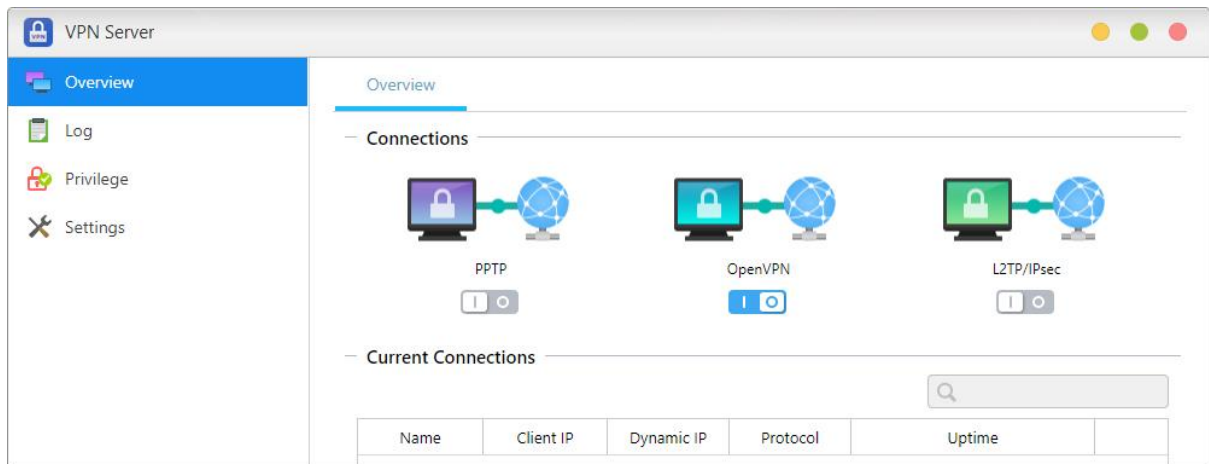 VPN Server
Overview
Log
Privilege
Settings
Overview
Connections
PPTP OpenVPN L2TP/IPsec
Current Connections
Name Client IP Dynamic IP Protocol Uptime